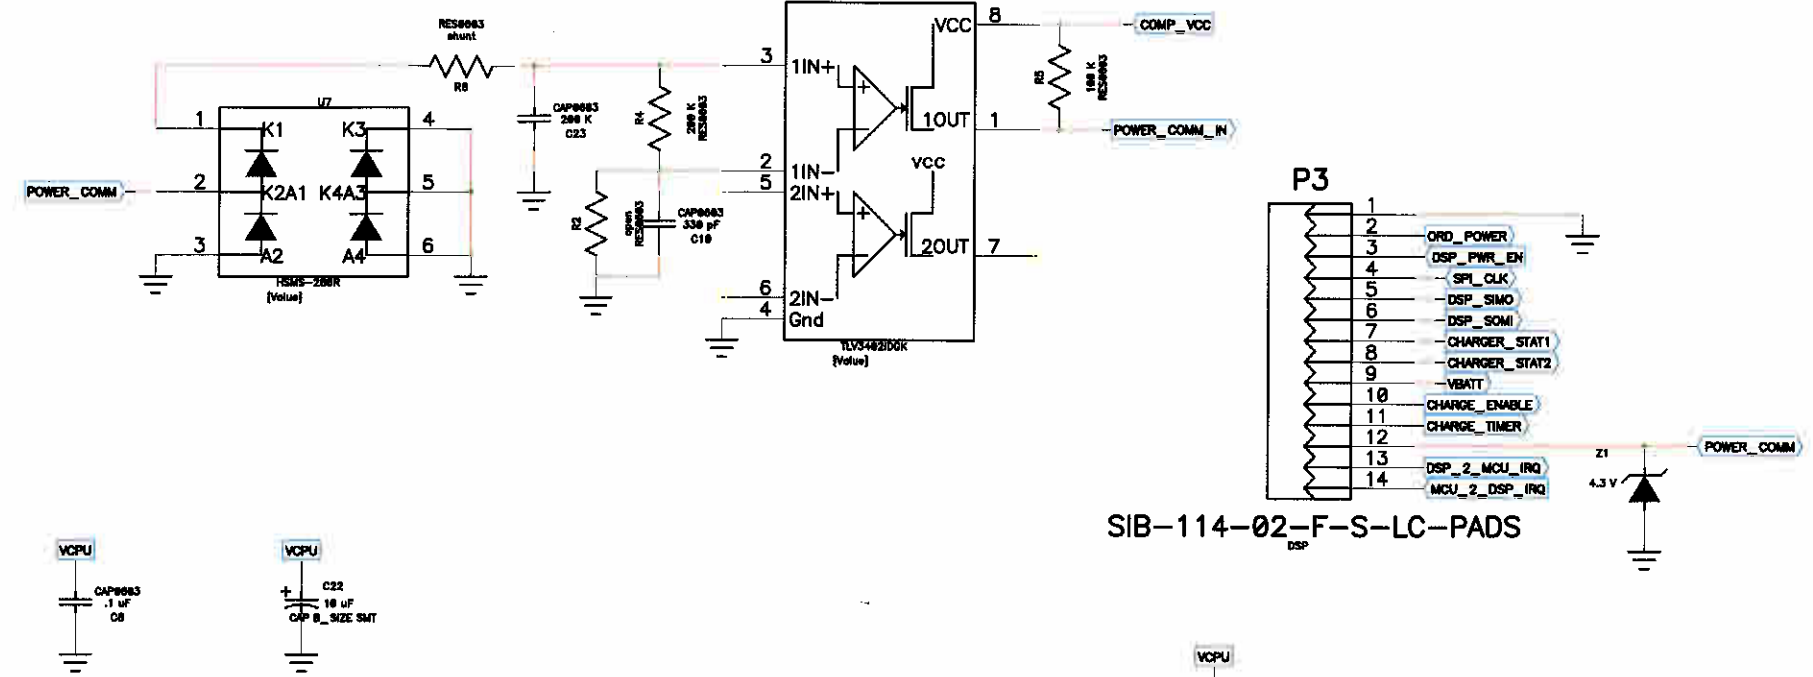 RES0603
shunt
R8
VCC
8
COMP_VCC
3
1IN+
R5
100 K
RES0603
U7
1
K1
K3
4
CAP0603
200 K
C23
R4
200 K
RES0603
1OUT
1
POWER_COMM_IN
POWER_COMM
2
K2A1
K4A3
5
2
1IN-
VCC
5
2IN+
R2
open
RES0603
CAP0603
330 pF
C19
3
A2
A4
6
2OUT
7
HSMS-280R
[Value]
6
2IN-
4
Gnd
TLV3402IDGK
[Value]
P3
1
2
ORD_POWER
3
DSP_PWR_EN
4
SPI_CLK
5
DSP_SIMO
6
DSP_SOMI
7
CHARGER_STAT1
8
CHARGER_STAT2
9
VBATT
10
CHARGE_ENABLE
11
CHARGE_TIMER
12
POWER_COMM
13
DSP_2_MCU_IRQ
14
MCU_2_DSP_IRQ
Z1
4.3 V
SIB-114-02-F-S-LC-PADS
DSP
VCPU
CAP0603
.1 uF
C8
VCPU
+
C22
10 uF
CAP B_SIZE SMT
VCPU